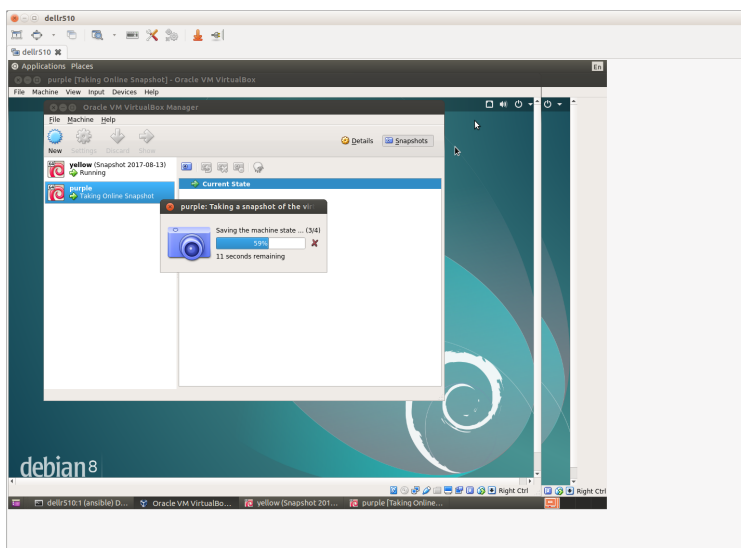 dellr510
dellr510
Applications Places
En
purple [Taking Online Snapshot] - Oracle VM VirtualBox
File Machine View Input Devices Help
Oracle VM VirtualBox Manager
File Machine Help
New Settings Discard Show
Details Snapshots
yellow (Snapshot 2017-08-13)
Running
purple
Taking Online Snapshot
Current State
purple: Taking a snapshot of the vir
Saving the machine state ... (3/4)
59%
11 seconds remaining
debian 8
Right Ctrl
Right Ctrl
dellr510:1 (ansible) D...
Oracle VM VirtualBo...
yellow (Snapshot 201...
purple [Taking Online...